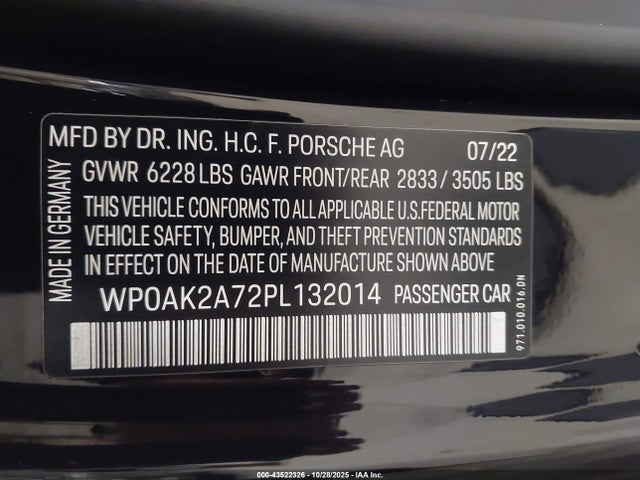 MFD BY DR. ING. H.C. F. PORSCHE AG 07/22
GVWR 6228 LBS GAWR FRONT/REAR 2833 / 3505 LBS
THIS VEHICLE CONFORMS TO ALL APPLICABLE U.S.FEDERAL MOTOR
VEHICLE SAFETY, BUMPER, AND THEFT PREVENTION STANDARDS
IN EFFECT ON THE DATE OF MANUFACTURE SHOWN ABOVE
WP0AK2A72PL132014 PASSENGER CAR
MADE IN GERMANY
971.010.016.DN
000-43522326 - 10/28/2025 - IAA Inc.